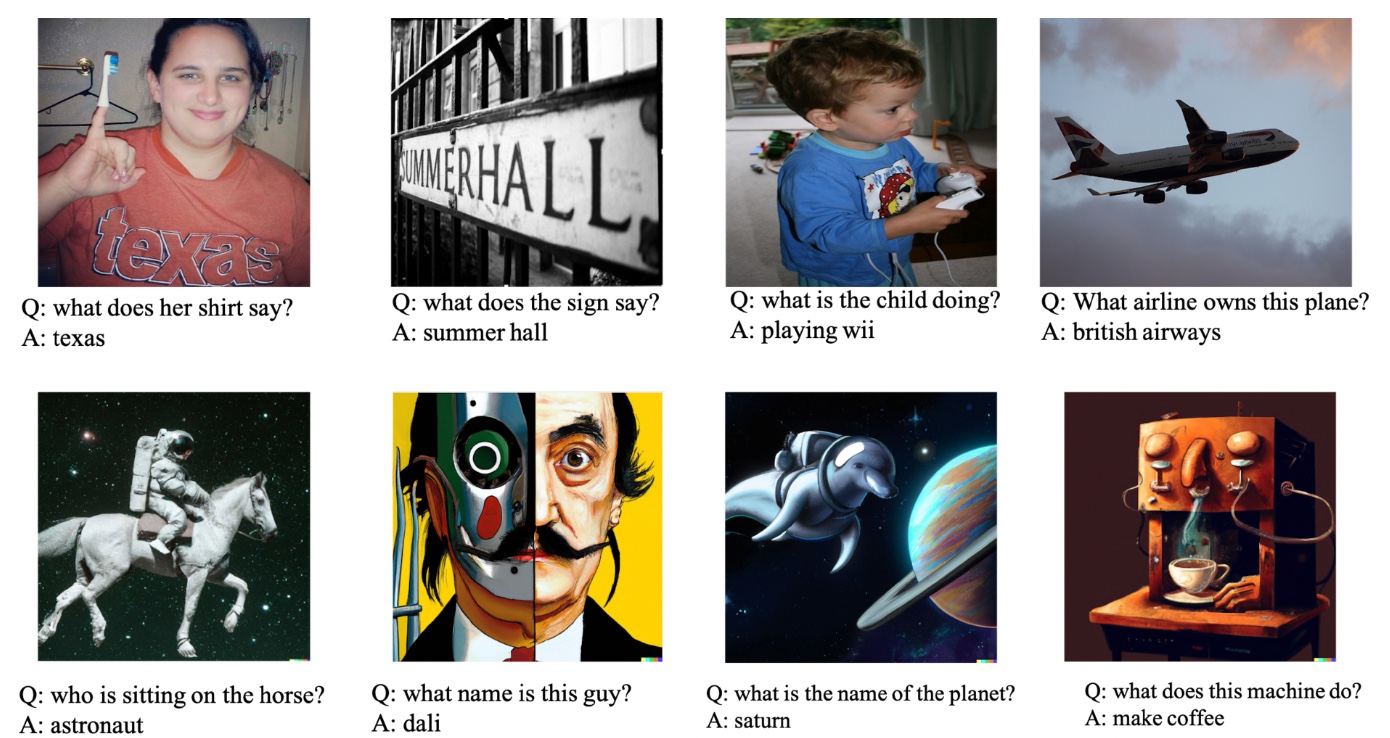 texas
SUMMERHALL
Q: what does her shirt say?
A: texas
Q: what does the sign say?
A: summer hall
Q: what is the child doing?
A: playing wii
Q: What airline owns this plane?
A: british airways
Q: who is sitting on the horse?
A: astronaut
Q: what name is this guy?
A: dali
Q: what is the name of the planet?
A: saturn
Q: what does this machine do?
A: make coffee